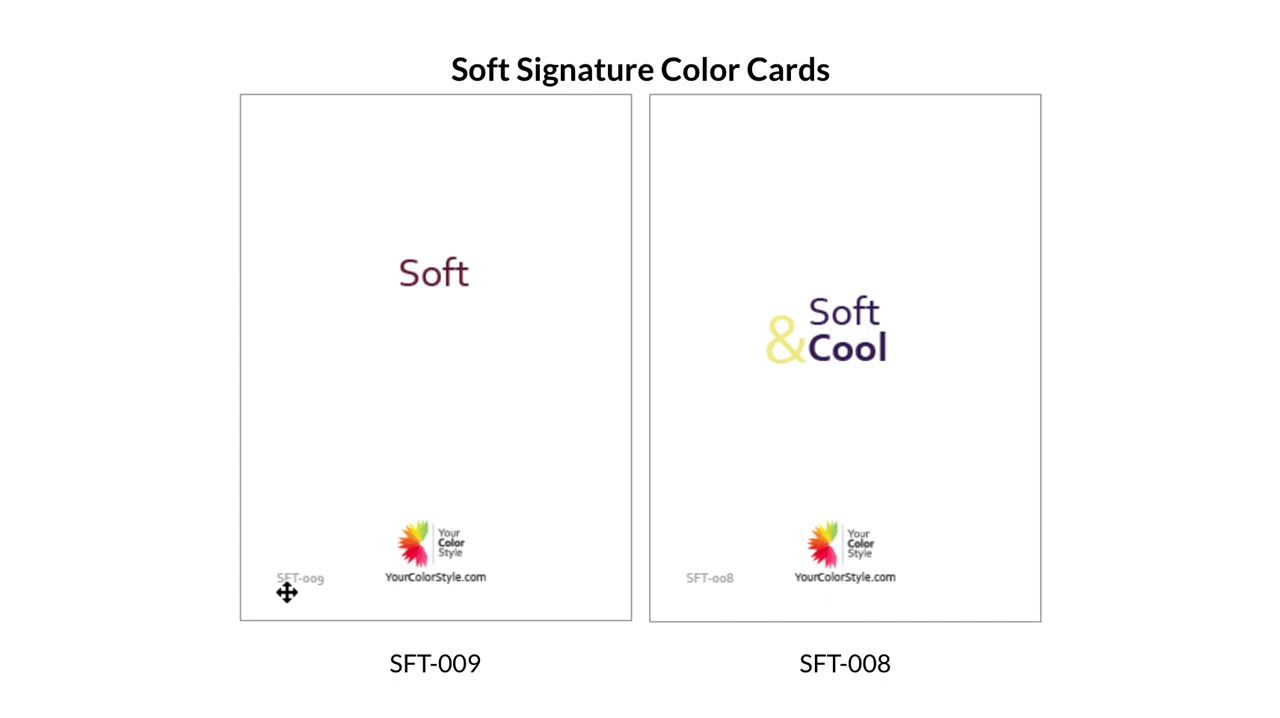 Soft Signature Color Cards
Soft
Your
Color
Style
SFT-009
YourColorStyle.com
SFT-009
Soft
&Cool
Your
Color
Style
SFT-008
YourColorStyle.com
SFT-008